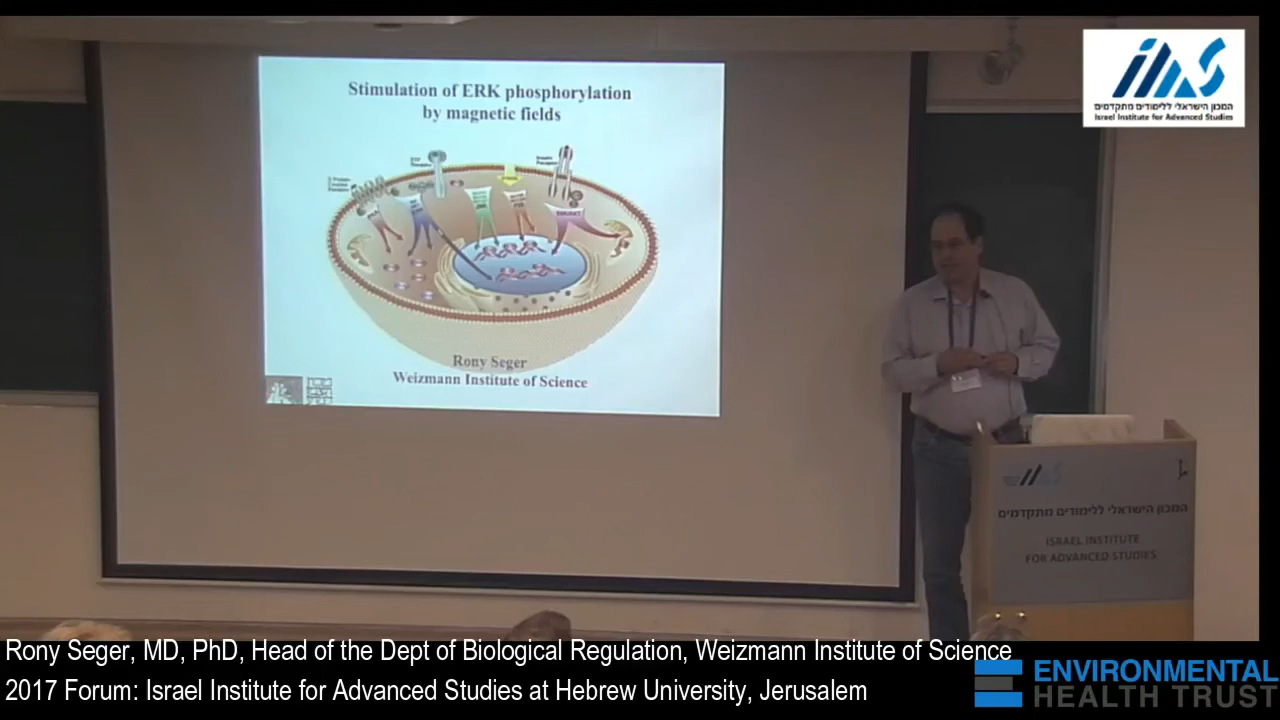 Stimulation of ERK phosphorylation
by magnetic fields
Rony Seger
Weizmann Institute of Science
המכון הישראלי ללימודים מתקדמים
Israel Institute for Advanced Studies
המכון הישראלי ללימודים מתקדמים
ISRAEL INSTITUTE
FOR ADVANCED STUDIES
Rony Seger, MD, PhD, Head of the Dept of Biological Regulation, Weizmann Institute of Science
2017 Forum: Israel Institute for Advanced Studies at Hebrew University, Jerusalem
ENVIRONMENTAL
HEALTH TRUST